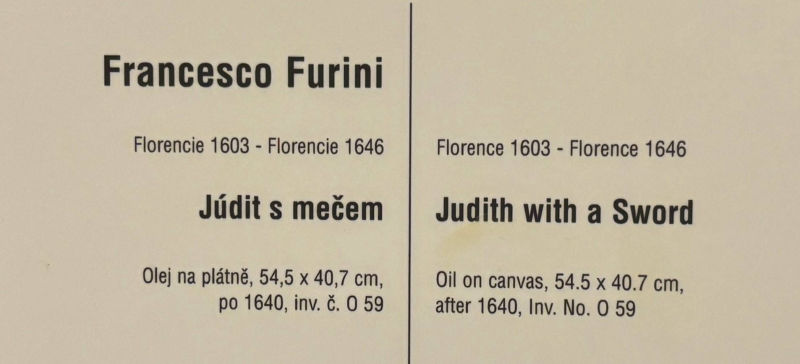 Francesco Furini
Florencie 1603 - Florencie 1646
Júdit s mečem
Olej na plátně, 54,5 x 40,7 cm,
po 1640, inv. č. O 59
Florence 1603 - Florence 1646
Judith with a Sword
Oil on canvas, 54.5 x 40.7 cm,
after 1640, Inv. No. O 59